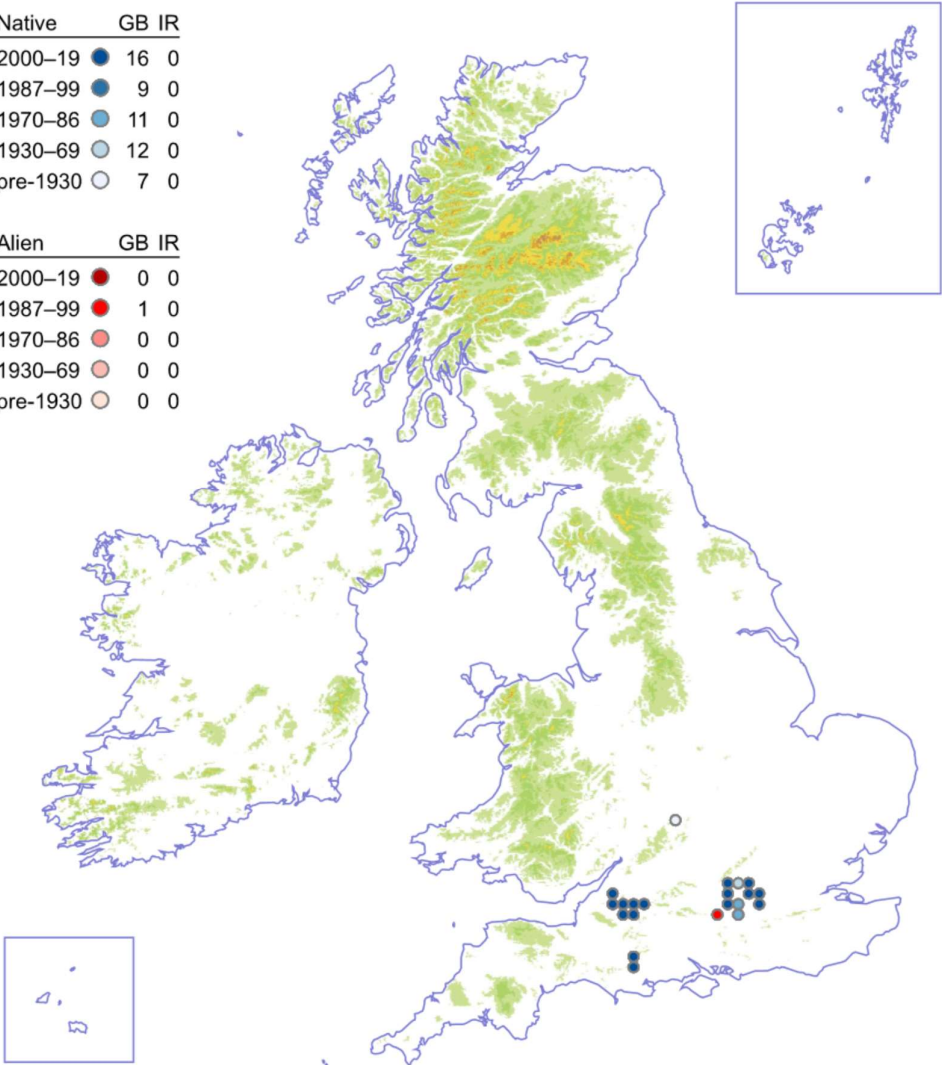 Native GB IR
2000–19 16 0
1987–99 9 0
1970–86 11 0
1930–69 12 0
pre-1930 7 0
Alien GB IR
2000–19 0 0
1987–99 1 0
1970–86 0 0
1930–69 0 0
pre-1930 0 0